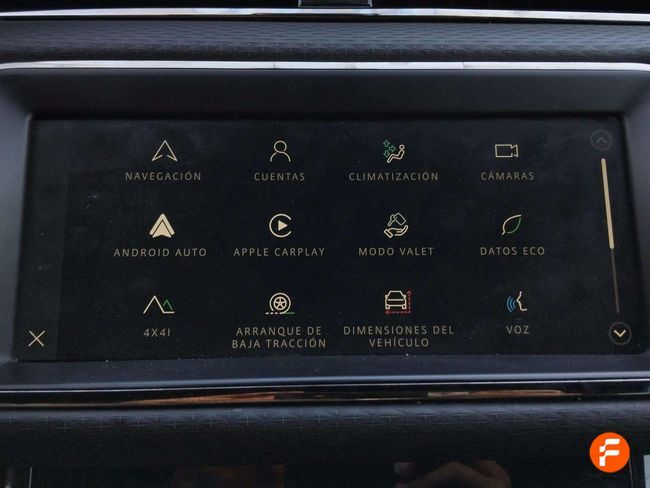 NAVEGACIÓN
CUENTAS
CLIMATIZACIÓN
CÁMARAS
ANDROID AUTO
APPLE CARPLAY
MODO VALET
DATOS ECO
4X4I
ARRANQUE DE
BAJA TRACCIÓN
DIMENSIONES DEL
VEHÍCULO
VOZ